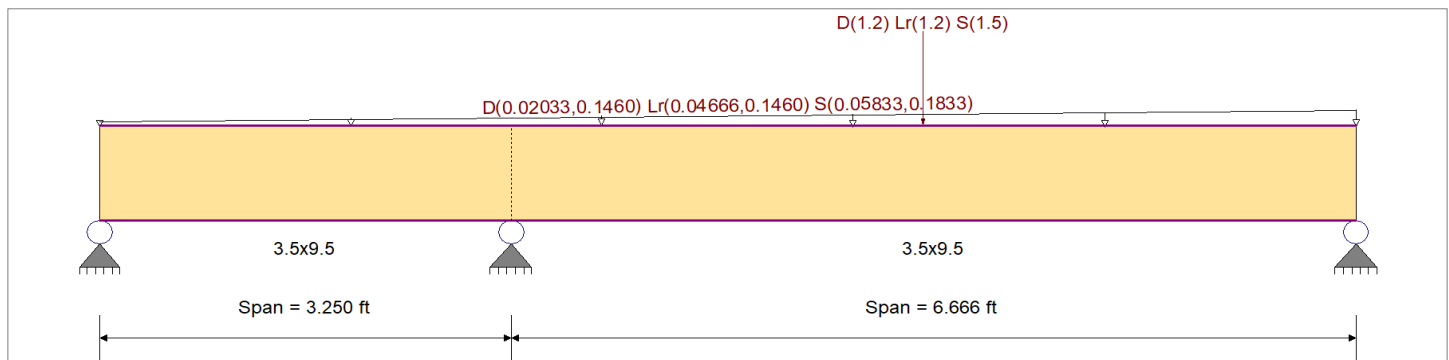 D(1.2) Lr(1.2) S(1.5)
D(0.02033,0.1460) Lr(0.04666,0.1460) S(0.05833,0.1833)
3.5x9.5
3.5x9.5
Span = 3.250 ft
Span = 6.666 ft